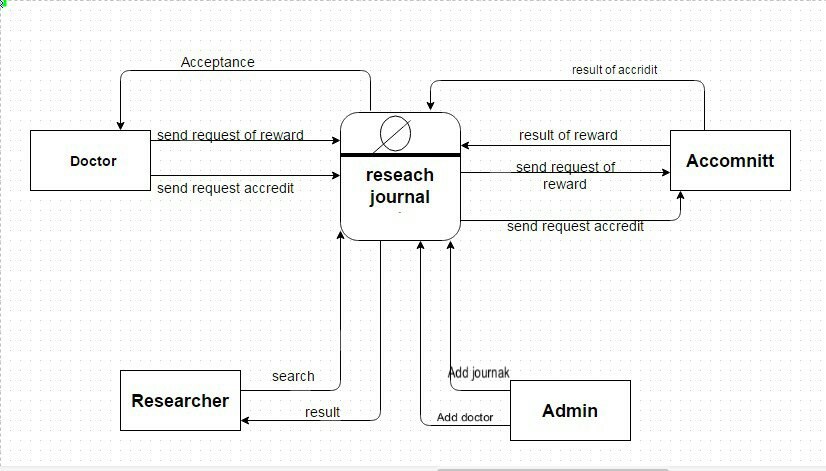 Acceptance
result of accridit
send request of reward
result of reward
Doctor
Accomnitt
send request of
reward
reseach
journal
send request accredit
send request accredit
Add journak
search
Researcher
result
Add doctor
Admin